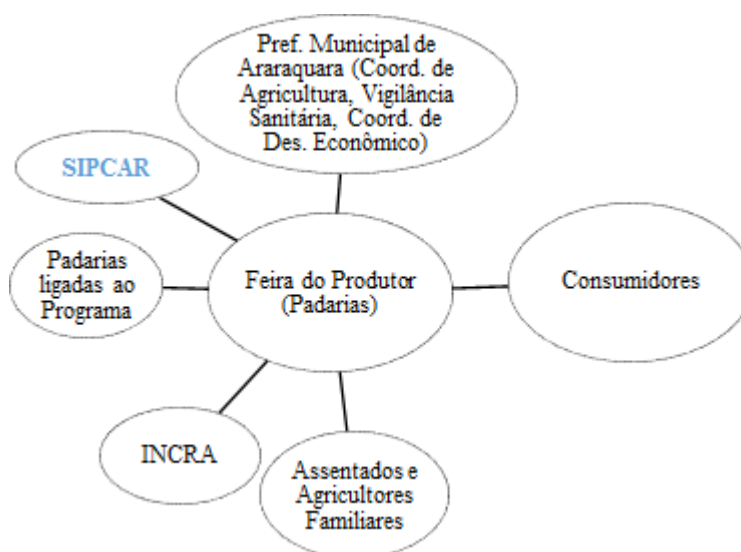 Pref. Municipal de
Araraquara (Coord. de
Agricultura, Vigilância
Sanitária, Coord. de
Des. Econômico)
SIPCAR
Padarias
ligadas ao
Programa
Feira do Produtor
(Padarias)
Consumidores
INCRA
Assentados e
Agricultores
Familiares